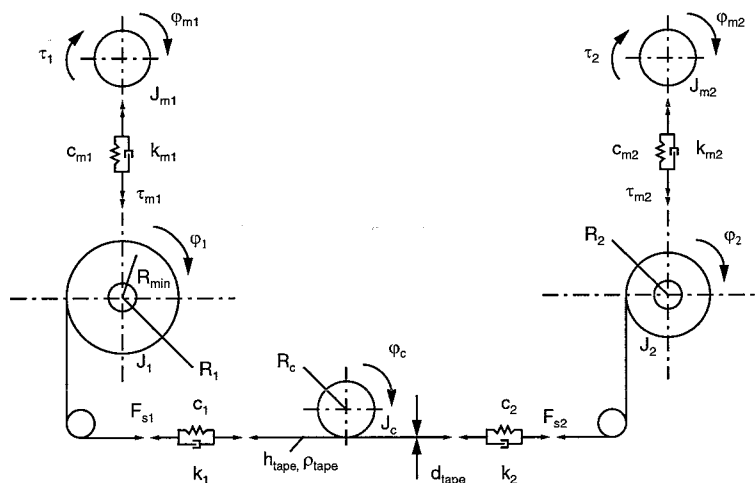 φm1
τ1
Jm1
cm1 km1
τm1
φ1
Rmin
J1 R1
Fs1 c1
k1
Rc φc
Jc
htape, ρtape
dtape
φm2
τ2
Jm2
cm2 km2
τm2
R2 φ2
J2
c2 Fs2
k2